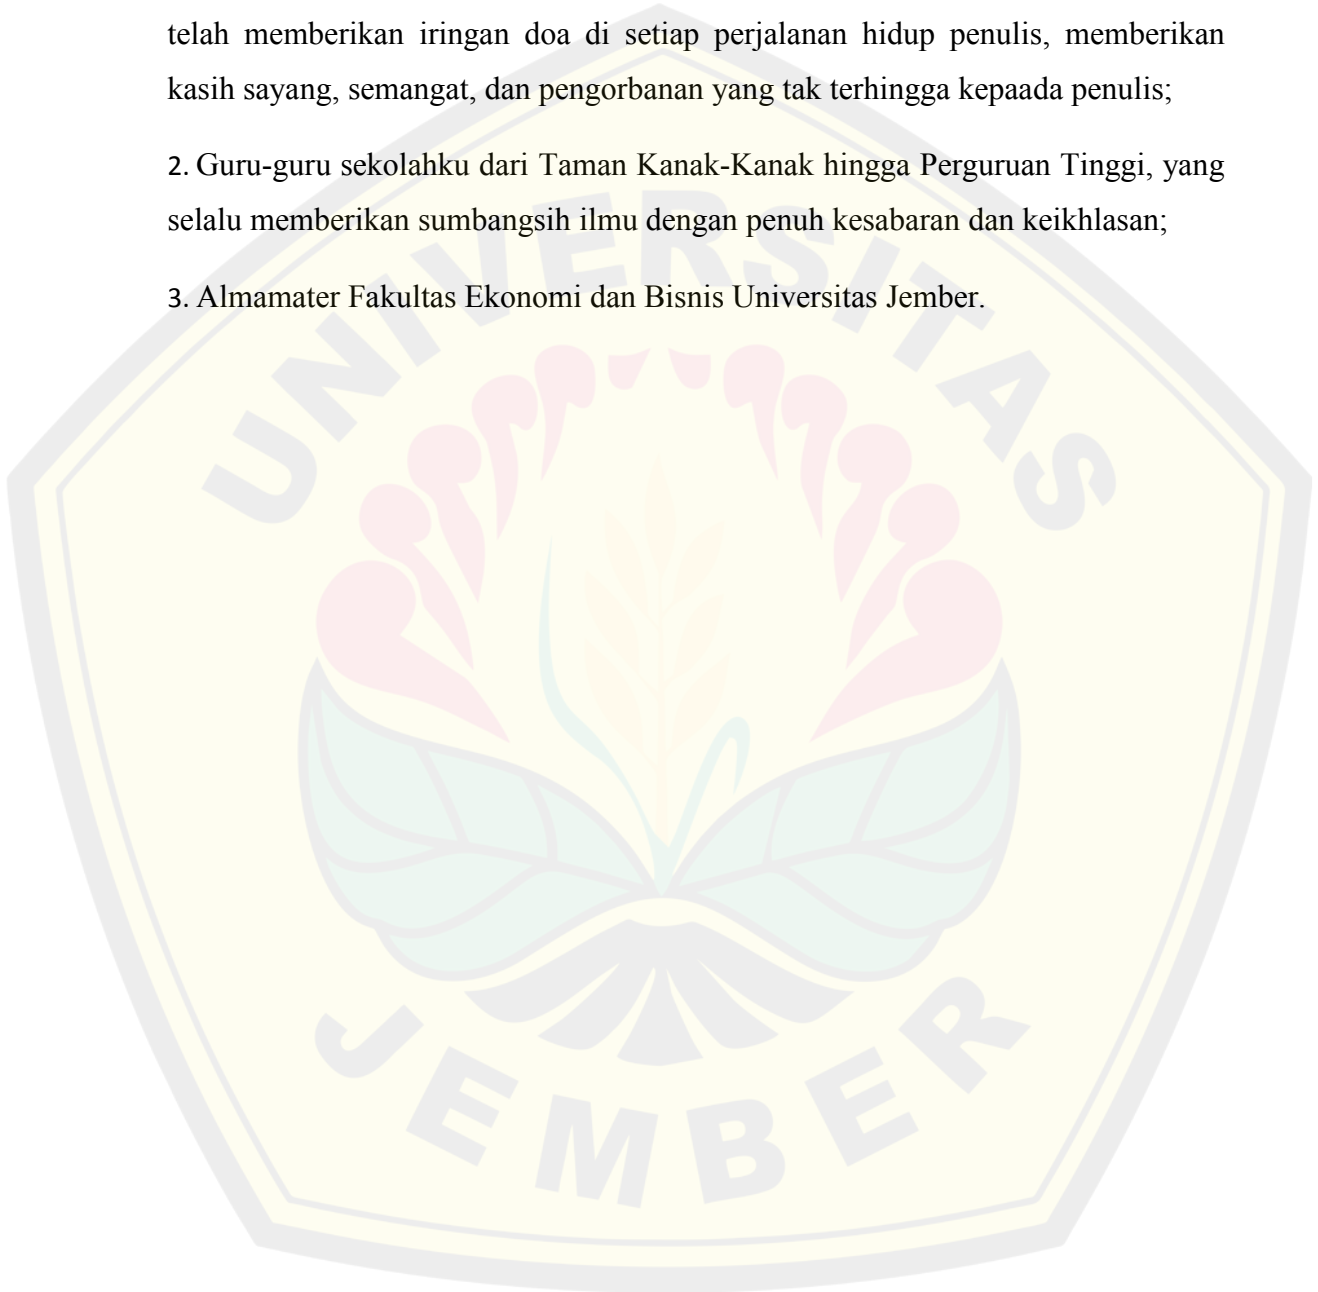 telah memberikan iringan doa di setiap perjalanan hidup penulis, memberikan
kasih sayang, semangat, dan pengorbanan yang tak terhingga kepaada penulis;
2. Guru-guru sekolahku dari Taman Kanak-Kanak hingga Perguruan Tinggi, yang
selalu memberikan sumbangsih ilmu dengan penuh kesabaran dan keikhlasan;
3. Almamater Fakultas Ekonomi dan Bisnis Universitas Jember.
UNIVERSITAS
JEMBER